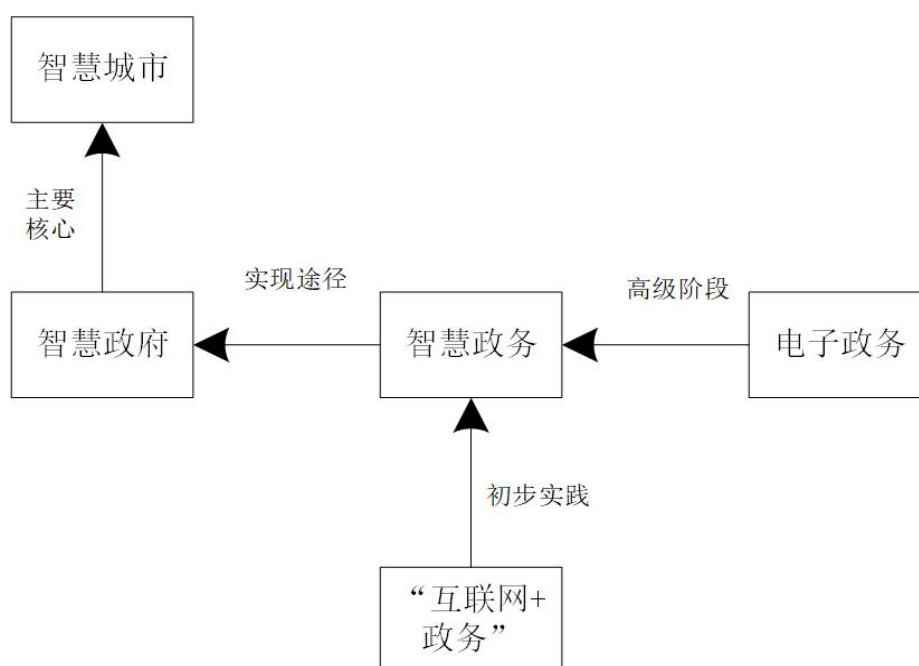 智慧城市
主要
核心
实现途径
高级阶段
智慧政府
智慧政务
电子政务
初步实践
“互联网+
政务”